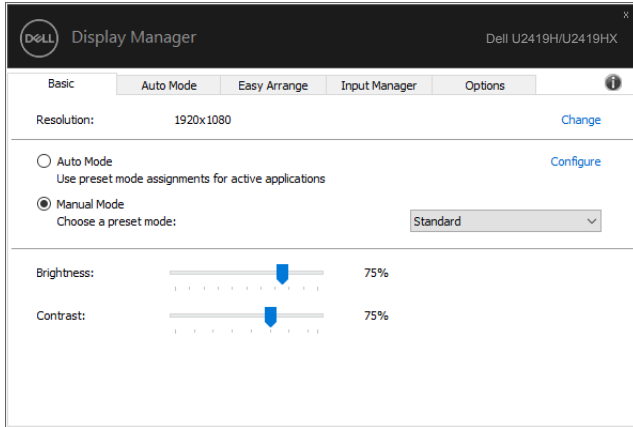 DELL Display Manager
Dell U2419H/U2419HX
x
Basic Auto Mode Easy Arrange Input Manager Options i
Resolution: 1920x1080 Change
Auto Mode Configure
Use preset mode assignments for active applications
Manual Mode
Choose a preset mode: Standard
Brightness: 75%
Contrast: 75%